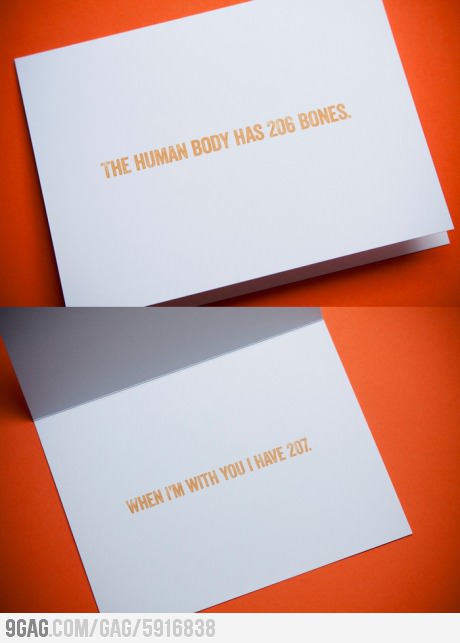 THE HUMAN BODY HAS 206 BONES.
WHEN I'M WITH YOU I HAVE 207.
9GAG.COM/GAG/5916838